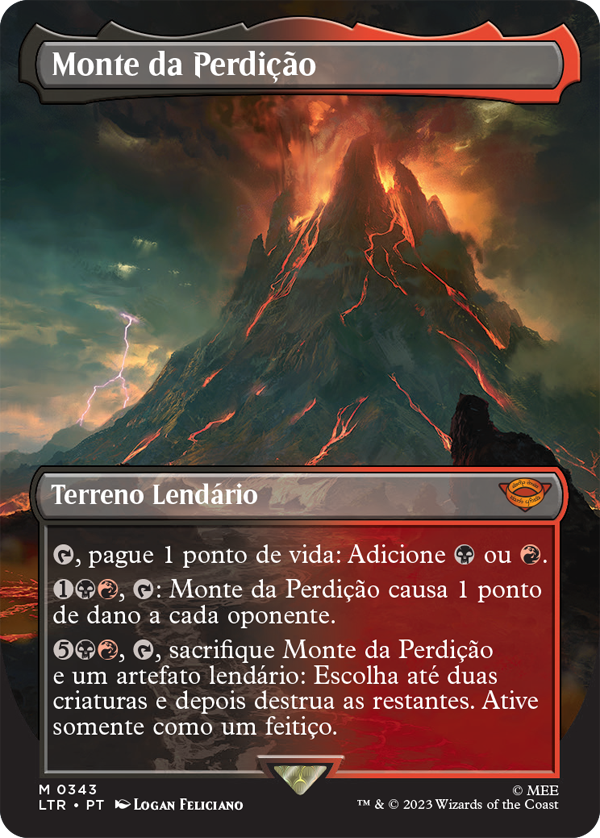 Monte da Perdição
Terreno Lendário
, pague 1 ponto de vida: Adicione ou .
1 , : Monte da Perdição causa 1 ponto
de dano a cada oponente.
5 , , sacrifique Monte da Perdição
e um artefato lendário: Escolha até duas
criaturas e depois destrua as restantes. Ative
somente como um feitiço.
M 0343
© MEE
LTR • PT Logan Feliciano
™ & © 2023 Wizards of the Coast